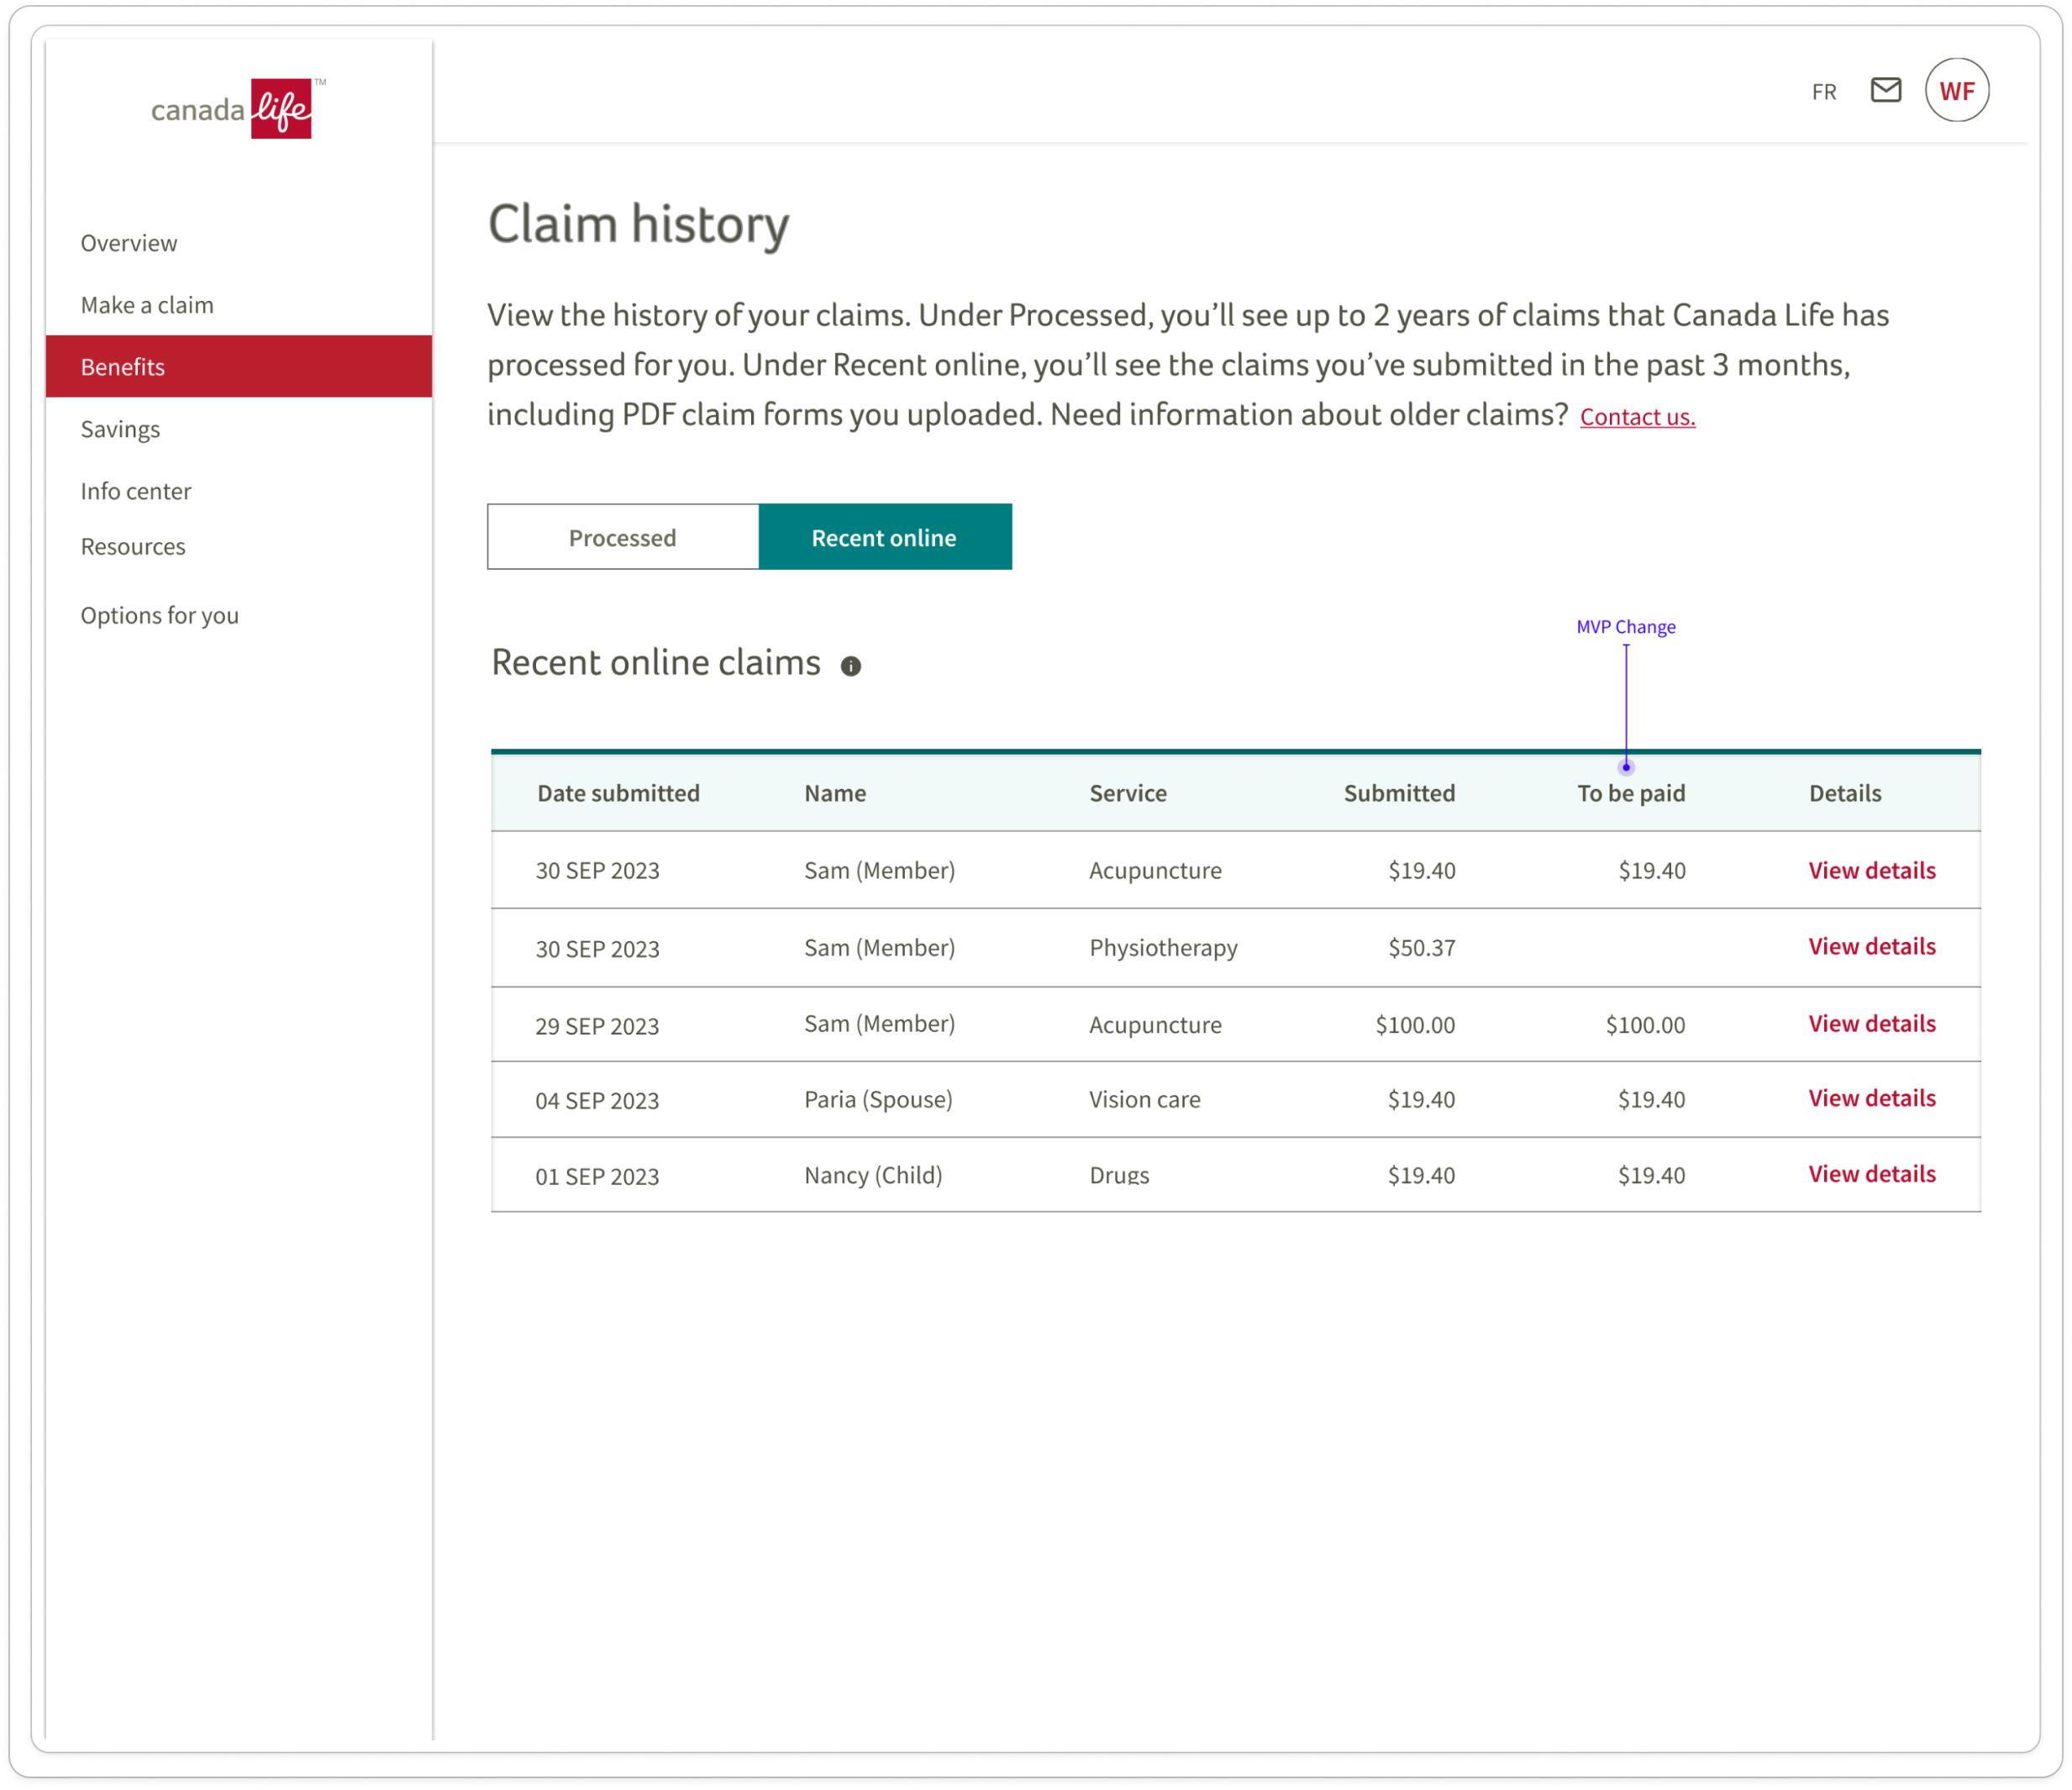 canada life™
FR
WF
Overview
Make a claim
Benefits
Savings
Info center
Resources
Options for you
Claim history
View the history of your claims. Under Processed, you’ll see up to 2 years of claims that Canada Life has
processed for you. Under Recent online, you’ll see the claims you’ve submitted in the past 3 months,
including PDF claim forms you uploaded. Need information about older claims? Contact us.
Processed Recent online
MVP Change
Recent online claims
Date submitted Name Service Submitted To be paid Details
30 SEP 2023 Sam (Member) Acupuncture $19.40 $19.40 View details
30 SEP 2023 Sam (Member) Physiotherapy $50.37 View details
29 SEP 2023 Sam (Member) Acupuncture $100.00 $100.00 View details
04 SEP 2023 Paria (Spouse) Vision care $19.40 $19.40 View details
01 SEP 2023 Nancy (Child) Drugs $19.40 $19.40 View details